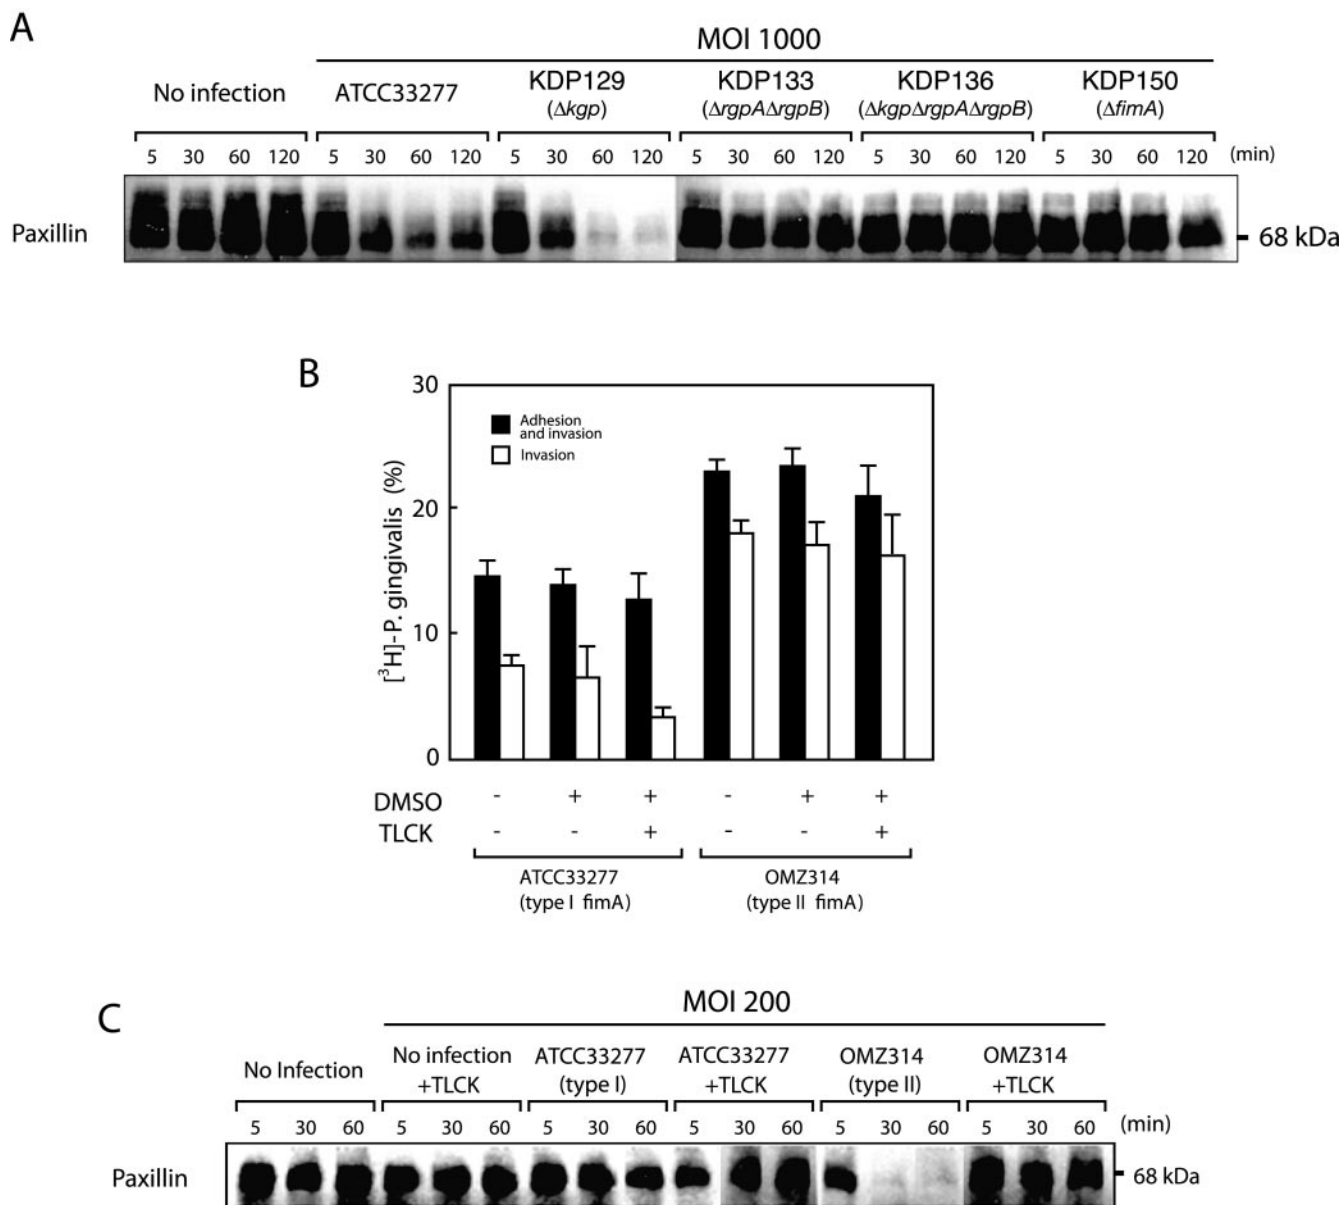 A
MOI 1000
No infection ATCC33277 KDP129 KDP133 KDP136 KDP150
(Δkgp) (ΔrgpAΔrgpB) (ΔkgpΔrgpAΔrgpB) (ΔfimA)
5 30 60 120 5 30 60 120 5 30 60 120 5 30 60 120 5 30 60 120 5 30 60 120 (min)
Paxillin 68 kDa
B
30
Adhesion
and invasion
Invasion
20
10
0
[³H]-P. gingivalis (%)
DMSO - + + - + +
TLCK - - + - - +
ATCC33277 OMZ314
(type I fimA) (type II fimA)
C
MOI 200
No Infection No infection ATCC33277 ATCC33277 OMZ314 OMZ314
+TLCK (type I) +TLCK (type II) +TLCK
5 30 60 5 30 60 5 30 60 5 30 60 5 30 60 5 30 60 (min)
Paxillin 68 kDa